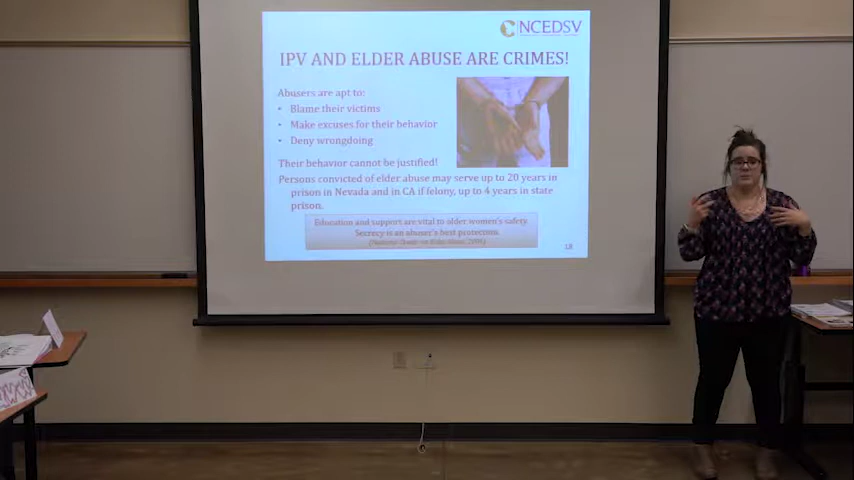 NCEDSV
IPV AND ELDER ABUSE ARE CRIMES!
Abusers are apt to:
• Blame their victims
• Make excuses for their behavior
• Deny wrongdoing
Their behavior cannot be justified!
Persons convicted of elder abuse may serve up to 20 years in
prison in Nevada and in CA if felony, up to 4 years in state
prison.
Education and support are vital to older women's safety.
Secrecy is an abuser's best protection.
18